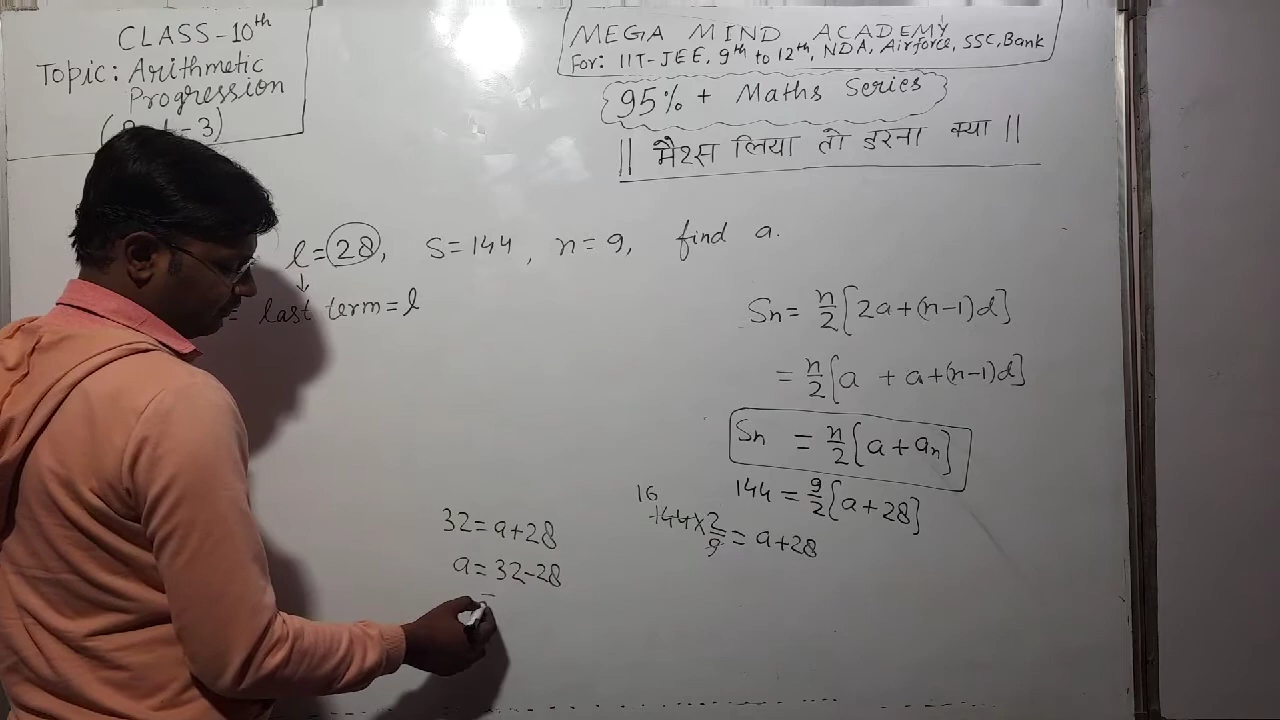 CLASS-10th
Topic: Arithmetic
Progression
-3)
MEGA MIND ACADEMY
For: IIT-JEE, 9th to 12th, NDA, Airforce, SSC, Bank
95% + Maths Series
|| मैथ्स लिया तो डरना क्या ||
l=28, S=144, n=9, find a.
↓
= last term=l
Sn= n/2[2a+(n-1)d]
= n/2[a + a+(n-1)d]
Sn = n/2[a+an]
144 = 9/2[a+28]
16
144×2/9= a+28
32=a+28
a=32-28
=